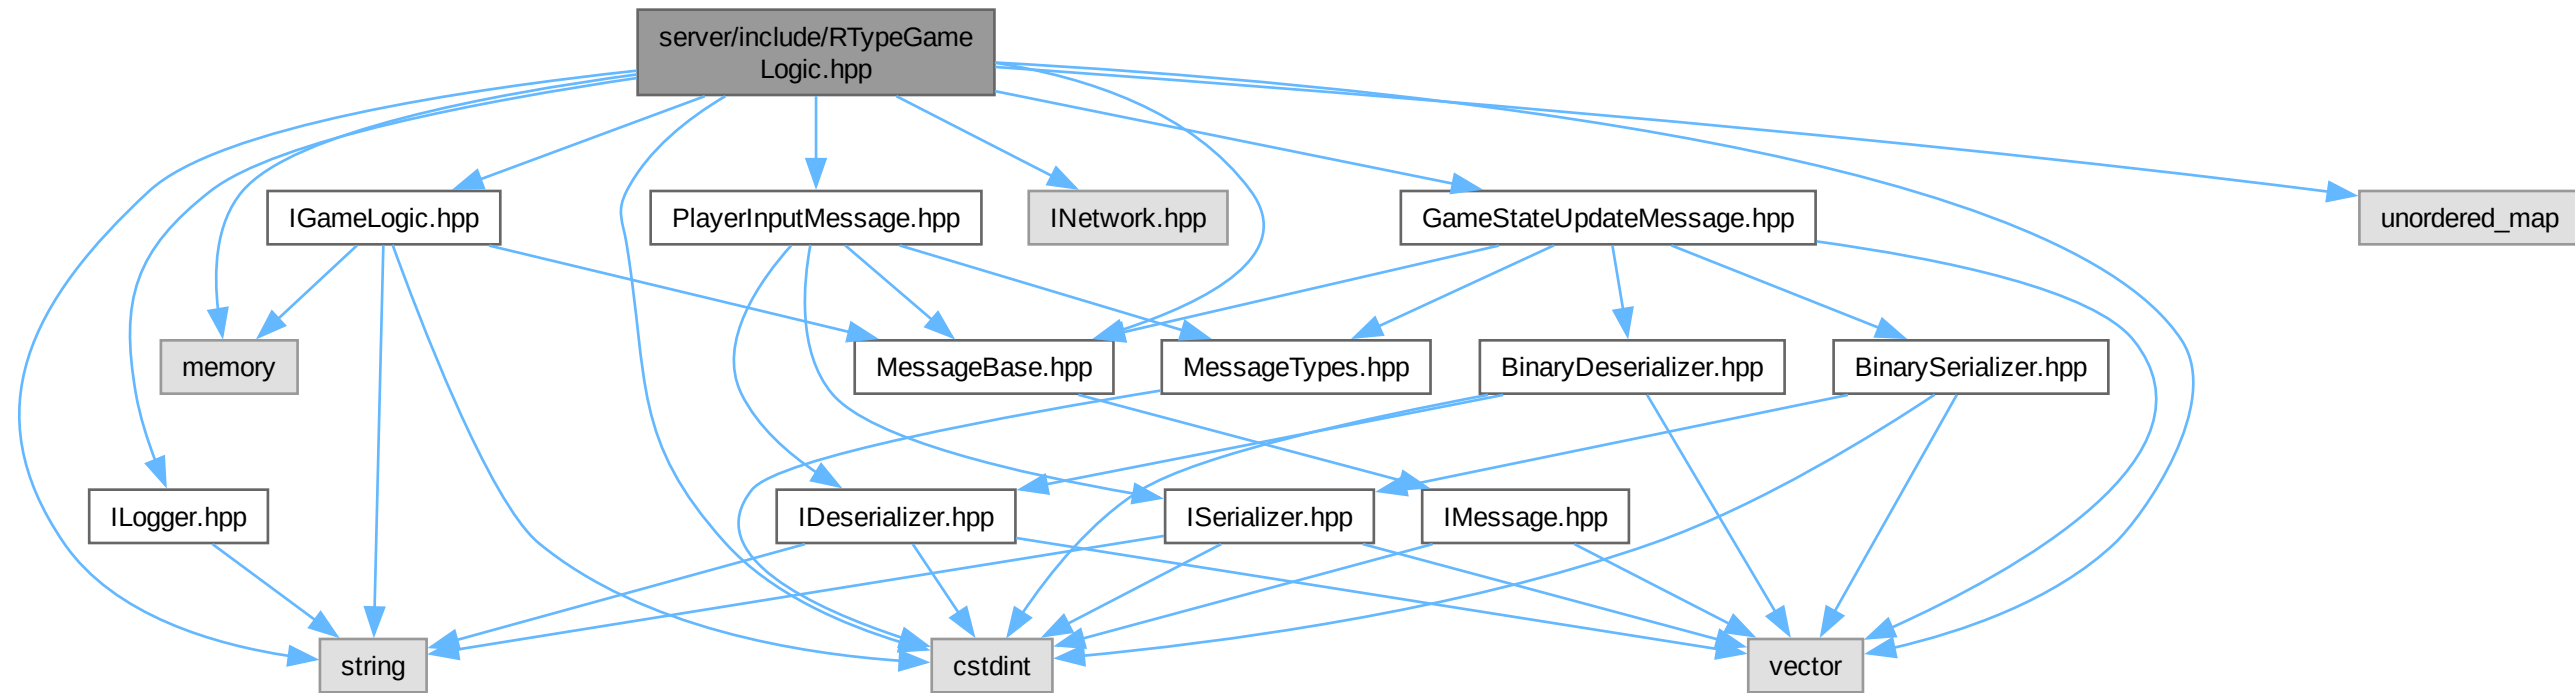 server/include/RTypeGame
Logic.hpp
IGameLogic.hpp
PlayerInputMessage.hpp
INetwork.hpp
GameStateUpdateMessage.hpp
unordered_map
memory
MessageBase.hpp
MessageTypes.hpp
BinaryDeserializer.hpp
BinarySerializer.hpp
ILogger.hpp
IDeserializer.hpp
ISerializer.hpp
IMessage.hpp
string
cstdint
vector